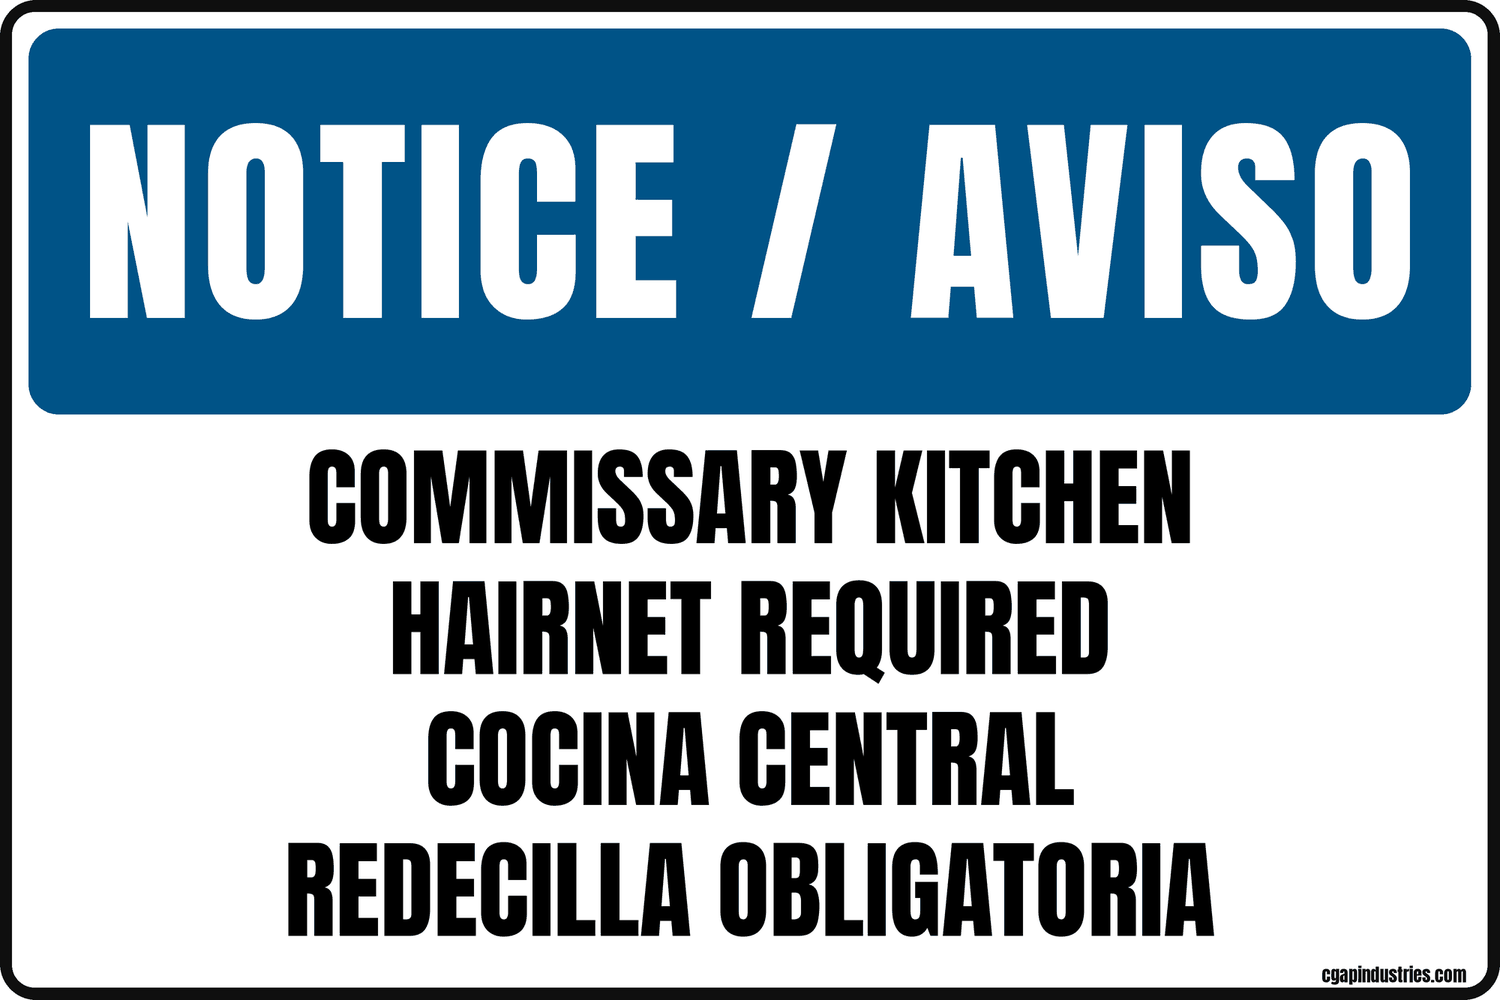 NOTICE / AVISO
COMMISSARY KITCHEN
HAIRNET REQUIRED
COCINA CENTRAL
REDECILLA OBLIGATORIA
cgapindustries.com